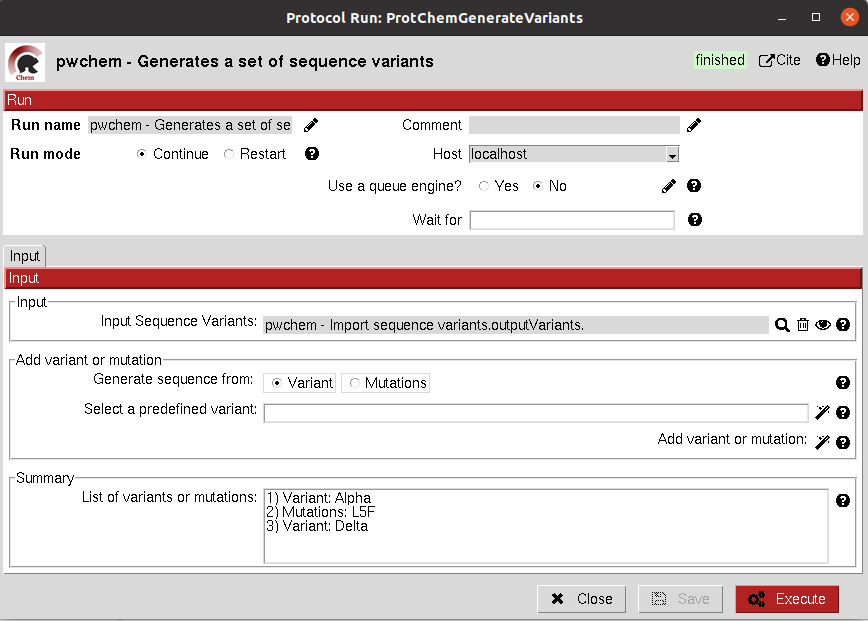 Protocol Run: ProtChemGenerateVariants
Chem
pwchem - Generates a set of sequence variants
finished
Cite
Help
Run
Run name
pwchem - Generates a set of se
Comment
Run mode
Continue
Restart
Host
localhost
Use a queue engine?
Yes
No
Wait for
Input
Input
Input
Input Sequence Variants:
pwchem - Import sequence variants.outputVariants.
Add variant or mutation
Generate sequence from:
Variant
Mutations
Select a predefined variant:
Add variant or mutation:
Summary
List of variants or mutations:
1) Variant: Alpha
2) Mutations: L5F
3) Variant: Delta
Close
Save
Execute